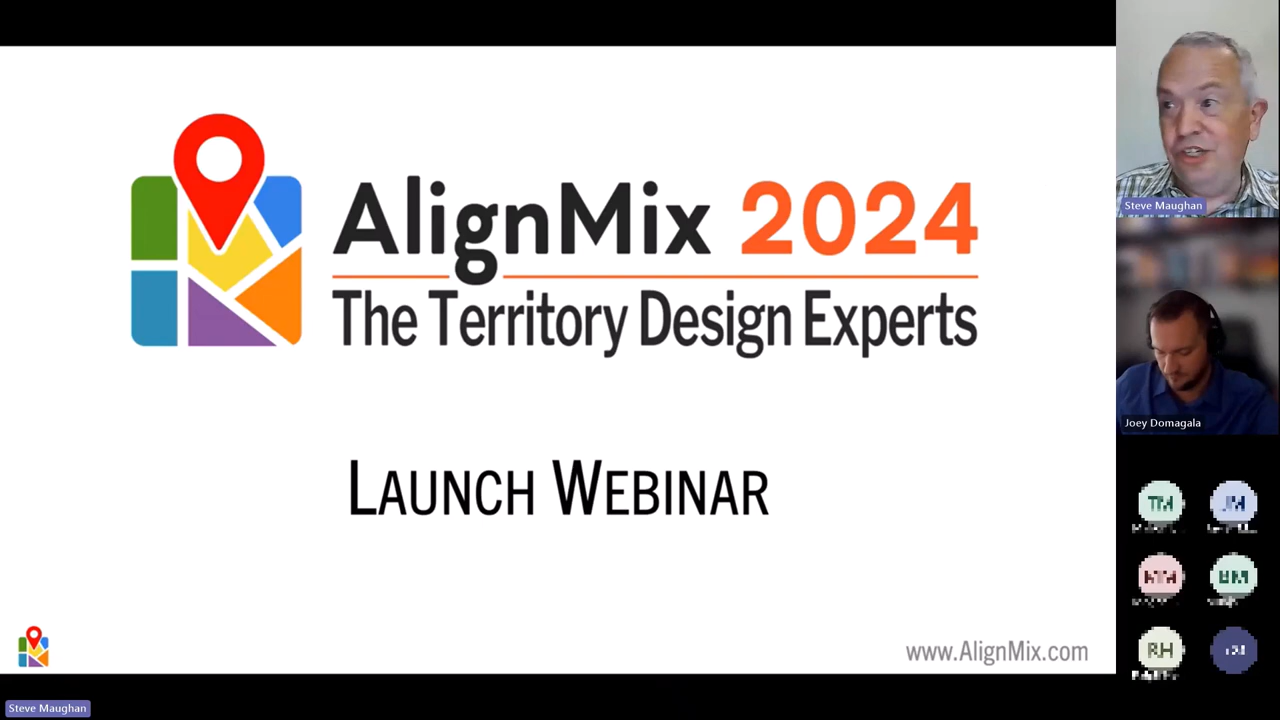 AlignMix 2024
The Territory Design Experts
LAUNCH WEBINAR
www.AlignMix.com
Steve Maughan
Steve Maughan
Joey Domagala
TM
JM
RH